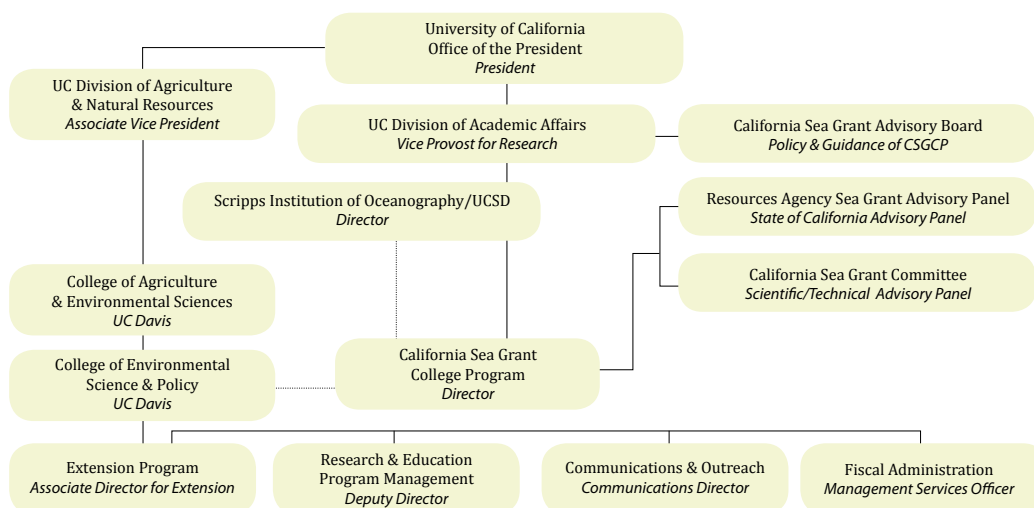 University of California
Office of the President
President
UC Division of Agriculture
& Natural Resources
Associate Vice President
UC Division of Academic Affairs
Vice Provost for Research
California Sea Grant Advisory Board
Policy & Guidance of CSGCP
Scripps Institution of Oceanography/UCSD
Director
Resources Agency Sea Grant Advisory Panel
State of California Advisory Panel
College of Agriculture
& Environmental Sciences
UC Davis
California Sea Grant Committee
Scientific/Technical Advisory Panel
College of Environmental
Science & Policy
UC Davis
California Sea Grant
College Program
Director
Extension Program
Associate Director for Extension
Research & Education
Program Management
Deputy Director
Communications & Outreach
Communications Director
Fiscal Administration
Management Services Officer